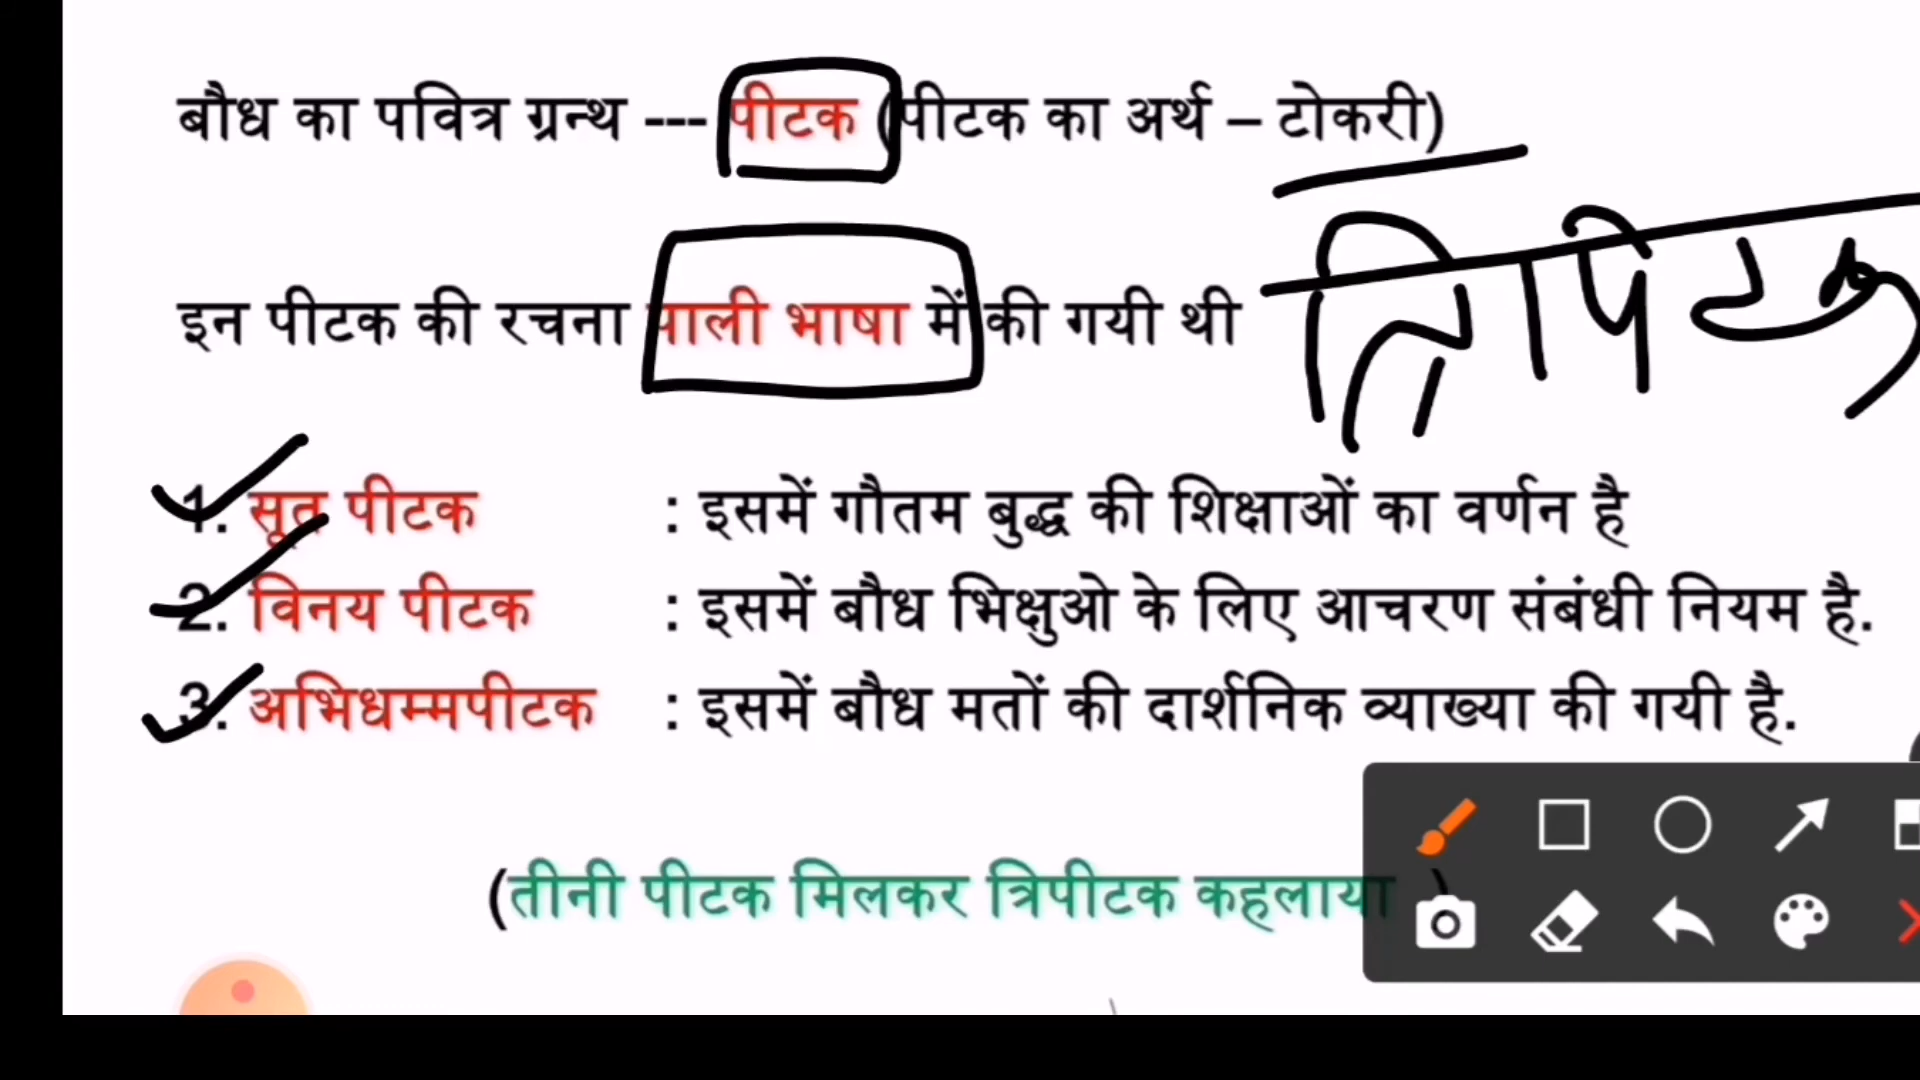 बौध का पवित्र ग्रन्थ --- पीटक (पीटक का अर्थ – टोकरी)
इन पीटक की रचना पाली भाषा में की गयी थी
त्रिपिटक
1. सूत पीटक : इसमें गौतम बुद्ध की शिक्षाओं का वर्णन है
2. विनय पीटक : इसमें बौध भिक्षुओ के लिए आचरण संबंधी नियम है.
3. अभिधम्मपीटक : इसमें बौध मतों की दार्शनिक व्याख्या की गयी है.
(तीनी पीटक मिलकर त्रिपीटक कहलाया )